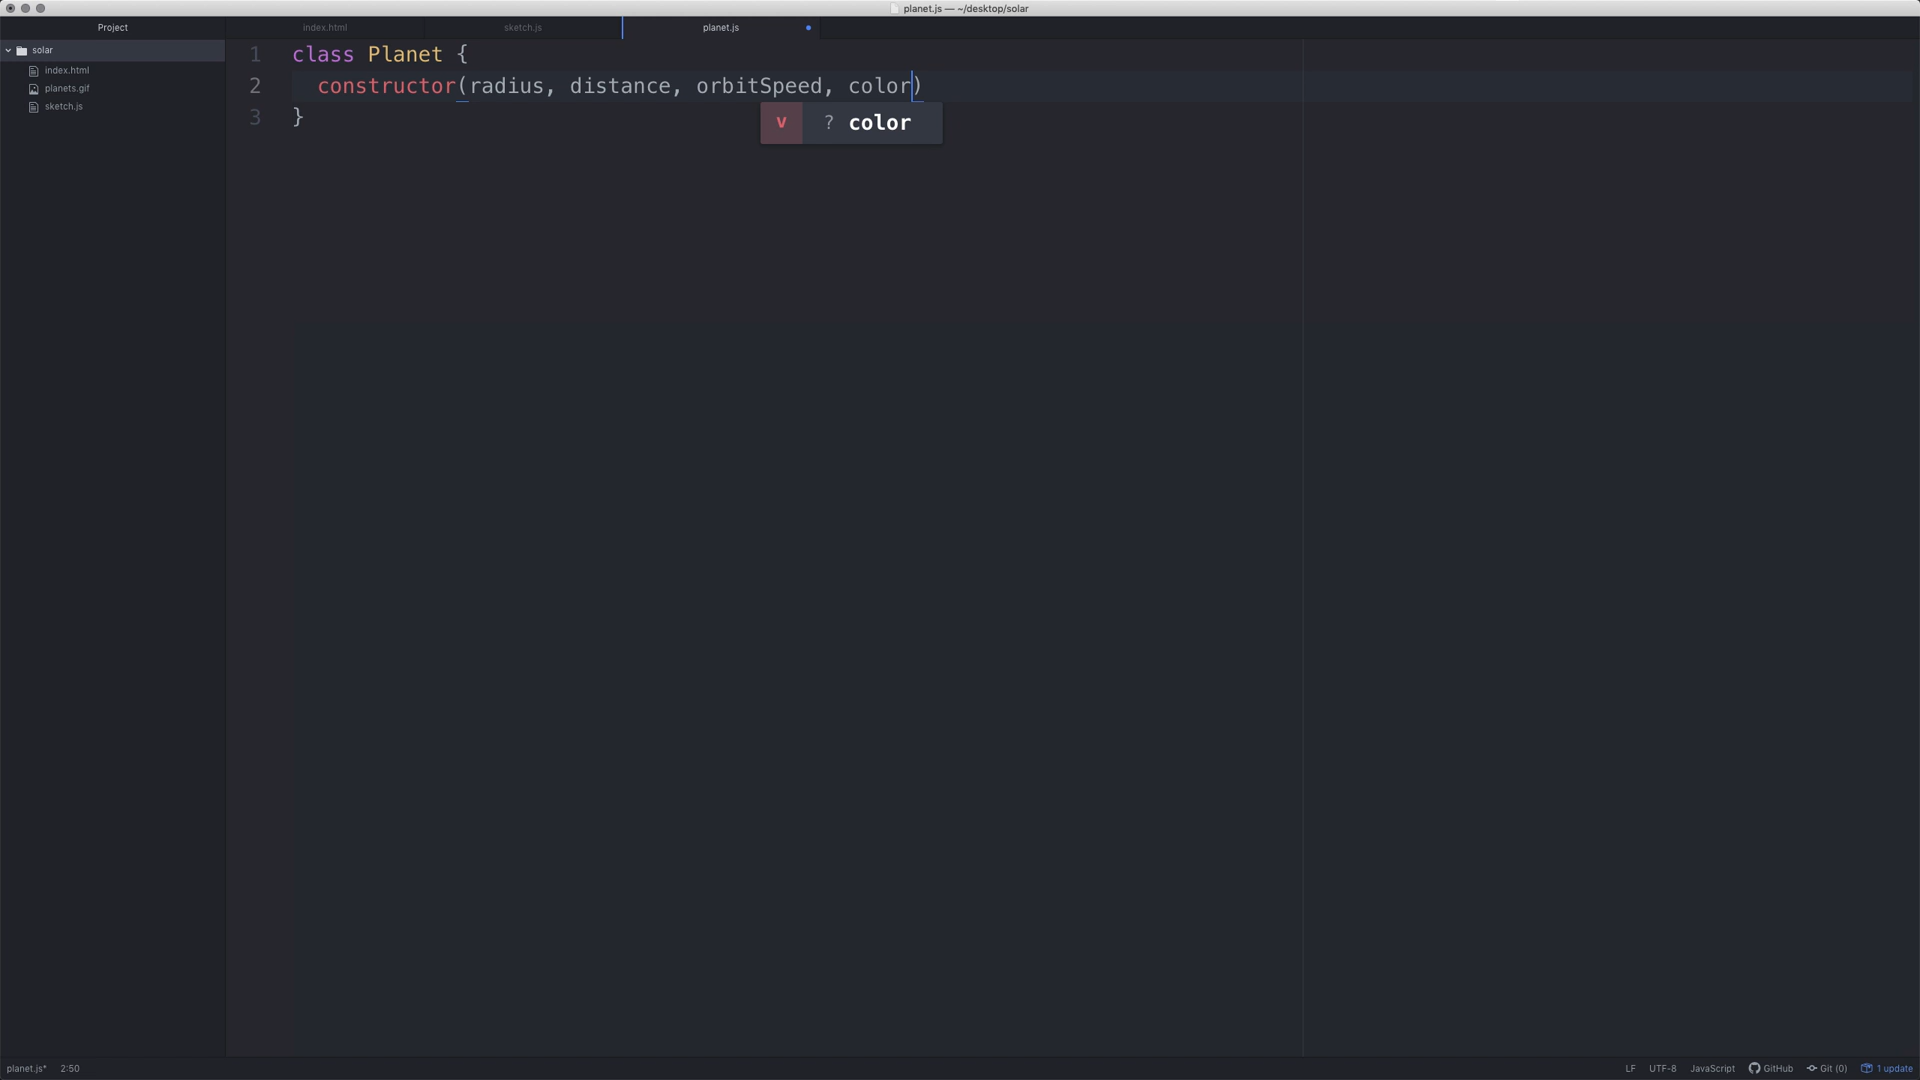 planet.js — ~/desktop/solar
Project
index.html
sketch.js
planet.js
solar
index.html
planets.gif
sketch.js
1 class Planet {
2 constructor(radius, distance, orbitSpeed, color)
3 }
v ? color
planet.js* 2:50
LF UTF-8 JavaScript GitHub Git (0) 1 update